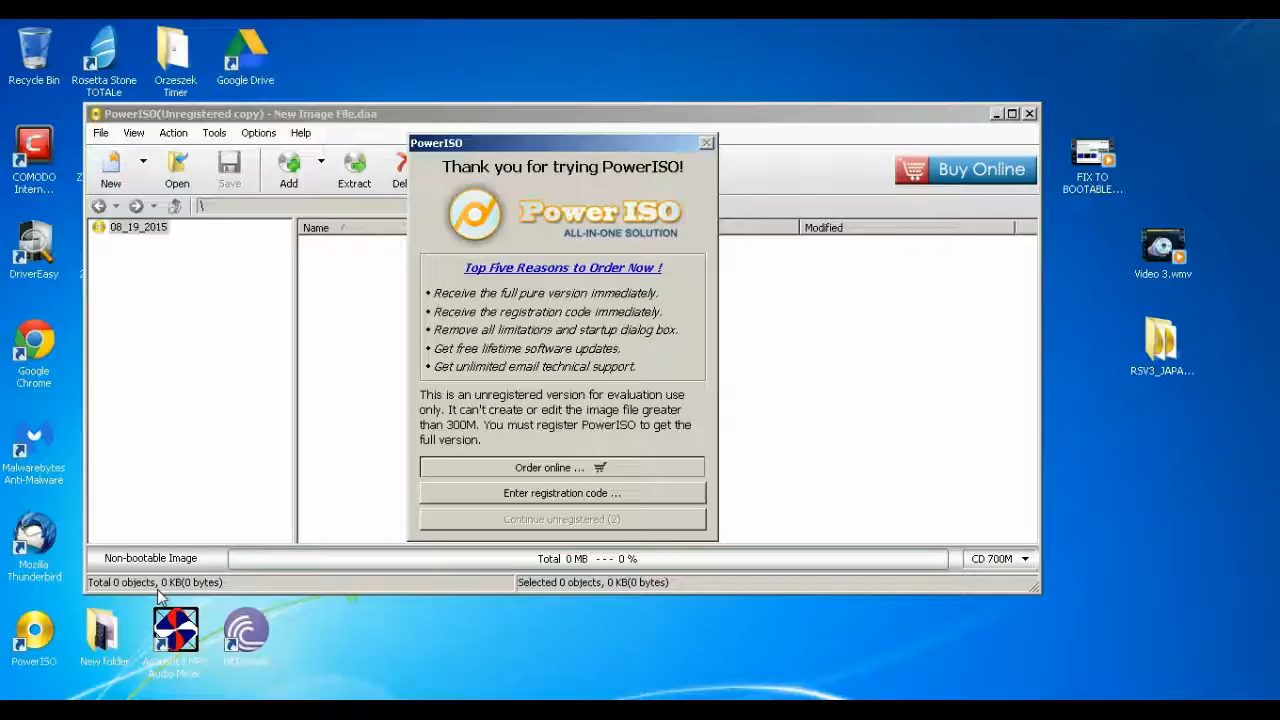 Recycle Bin
Rosetta Stone
TOTALe
Orzeszek
Timer
Google Drive
PowerISO(Unregistered copy) - New Image File.daa
File View Action Tools Options Help
New
Open
Save
Add
Extract
Del
Buy Online
\
08_19_2015
Name
Modified
PowerISO
Thank you for trying PowerISO!
Power ISO
ALL-IN-ONE SOLUTION
Top Five Reasons to Order Now !
• Receive the full pure version immediately.
• Receive the registration code immediately.
• Remove all limitations and startup dialog box.
• Get free lifetime software updates.
• Get unlimited email technical support.
This is an unregistered version for evaluation use
only. It can't create or edit the image file greater
than 300M. You must register PowerISO to get the
full version.
Order online ...
Enter registration code ...
Continue unregistered (2)
Non-bootable Image
Total 0 MB --- 0 %
CD 700M
Total 0 objects, 0 KB(0 bytes)
Selected 0 objects, 0 KB(0 bytes)
COMODO
Intern...
DriverEasy
Google
Chrome
Malwarebytes
Anti-Malware
Mozilla
Thunderbird
PowerISO
New folder
Audio Mixer
FIX TO
BOOTABLE...
Video 3.wmv
RSV3_JAPA...